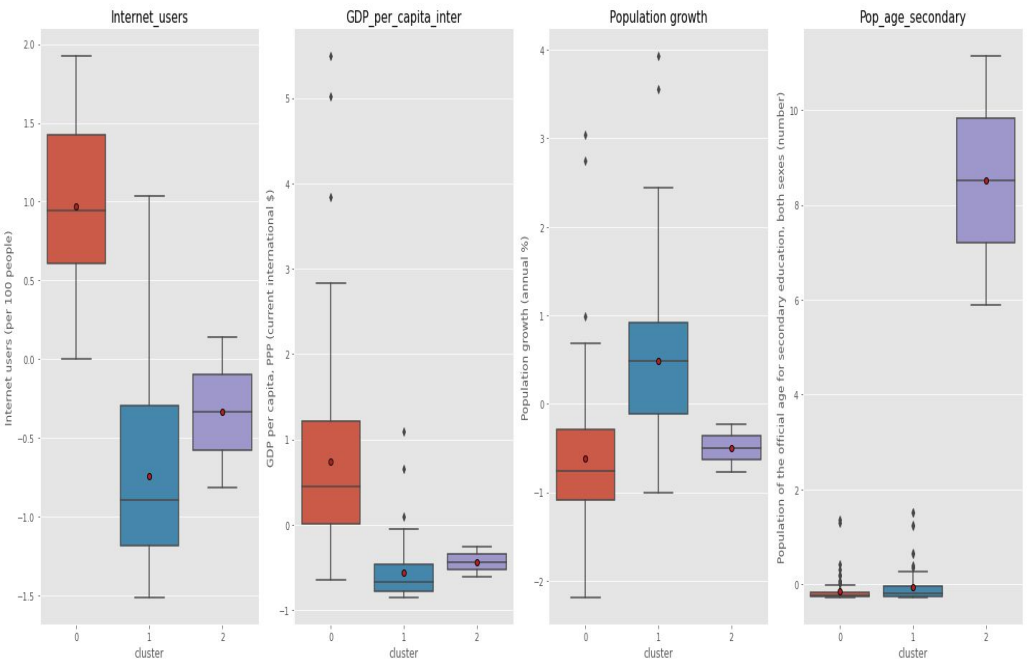 Internet_users
Internet users (per 100 people)
2.0
1.5
1.0
0.5
0.0
−0.5
−1.0
−1.5
0 1 2
cluster
GDP_per_capita_inter
GDP per capita, PPP (current international $)
5
4
3
2
1
0
−1
0 1 2
cluster
Population growth
Population growth (annual %)
4
3
2
1
0
−1
−2
0 1 2
cluster
Pop_age_secondary
Population of the official age for secondary education, both sexes (number)
10
8
6
4
2
0
0 1 2
cluster